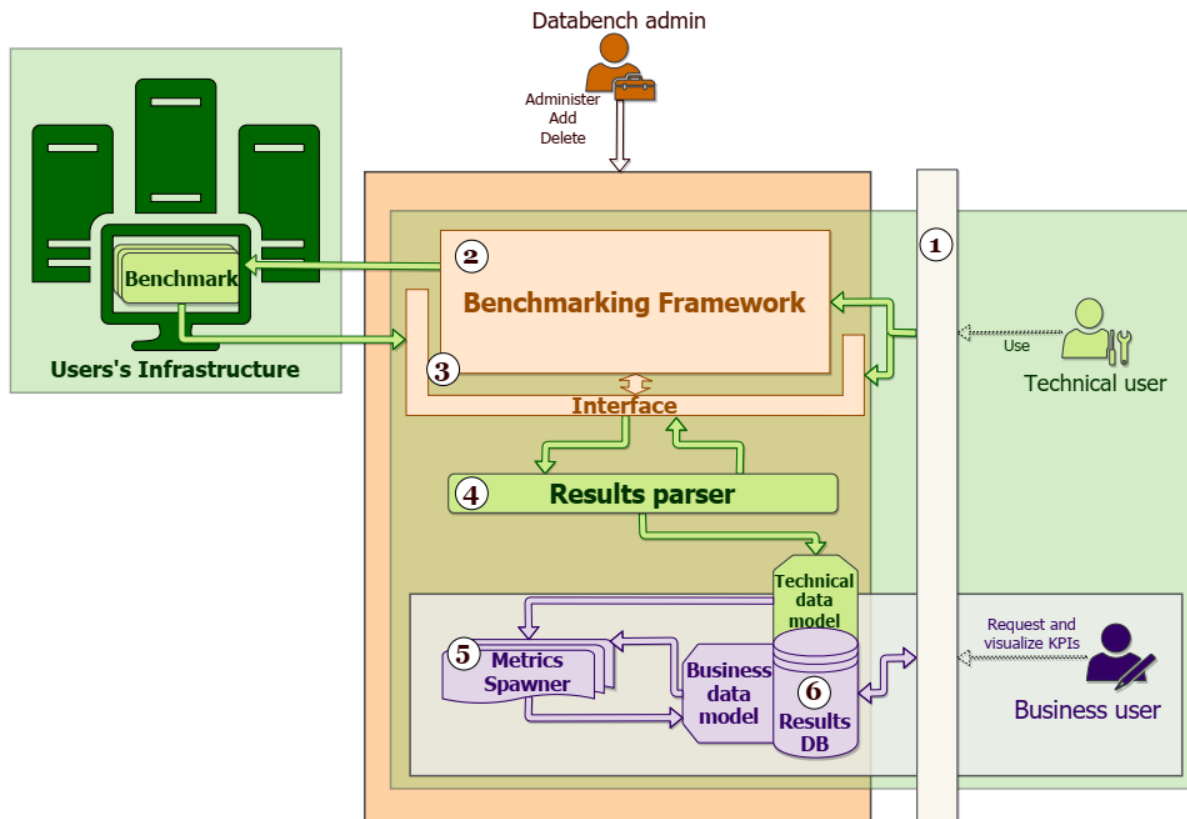 Databench admin
Administer
Add
Delete
1
2
Benchmark
Benchmarking Framework
Users's Infrastructure
Use
Technical user
3
Interface
4
Results parser
Technical
data
model
5
Metrics
Spawner
Business
data
model
6
Results
DB
Request and
visualize KPIs
Business user